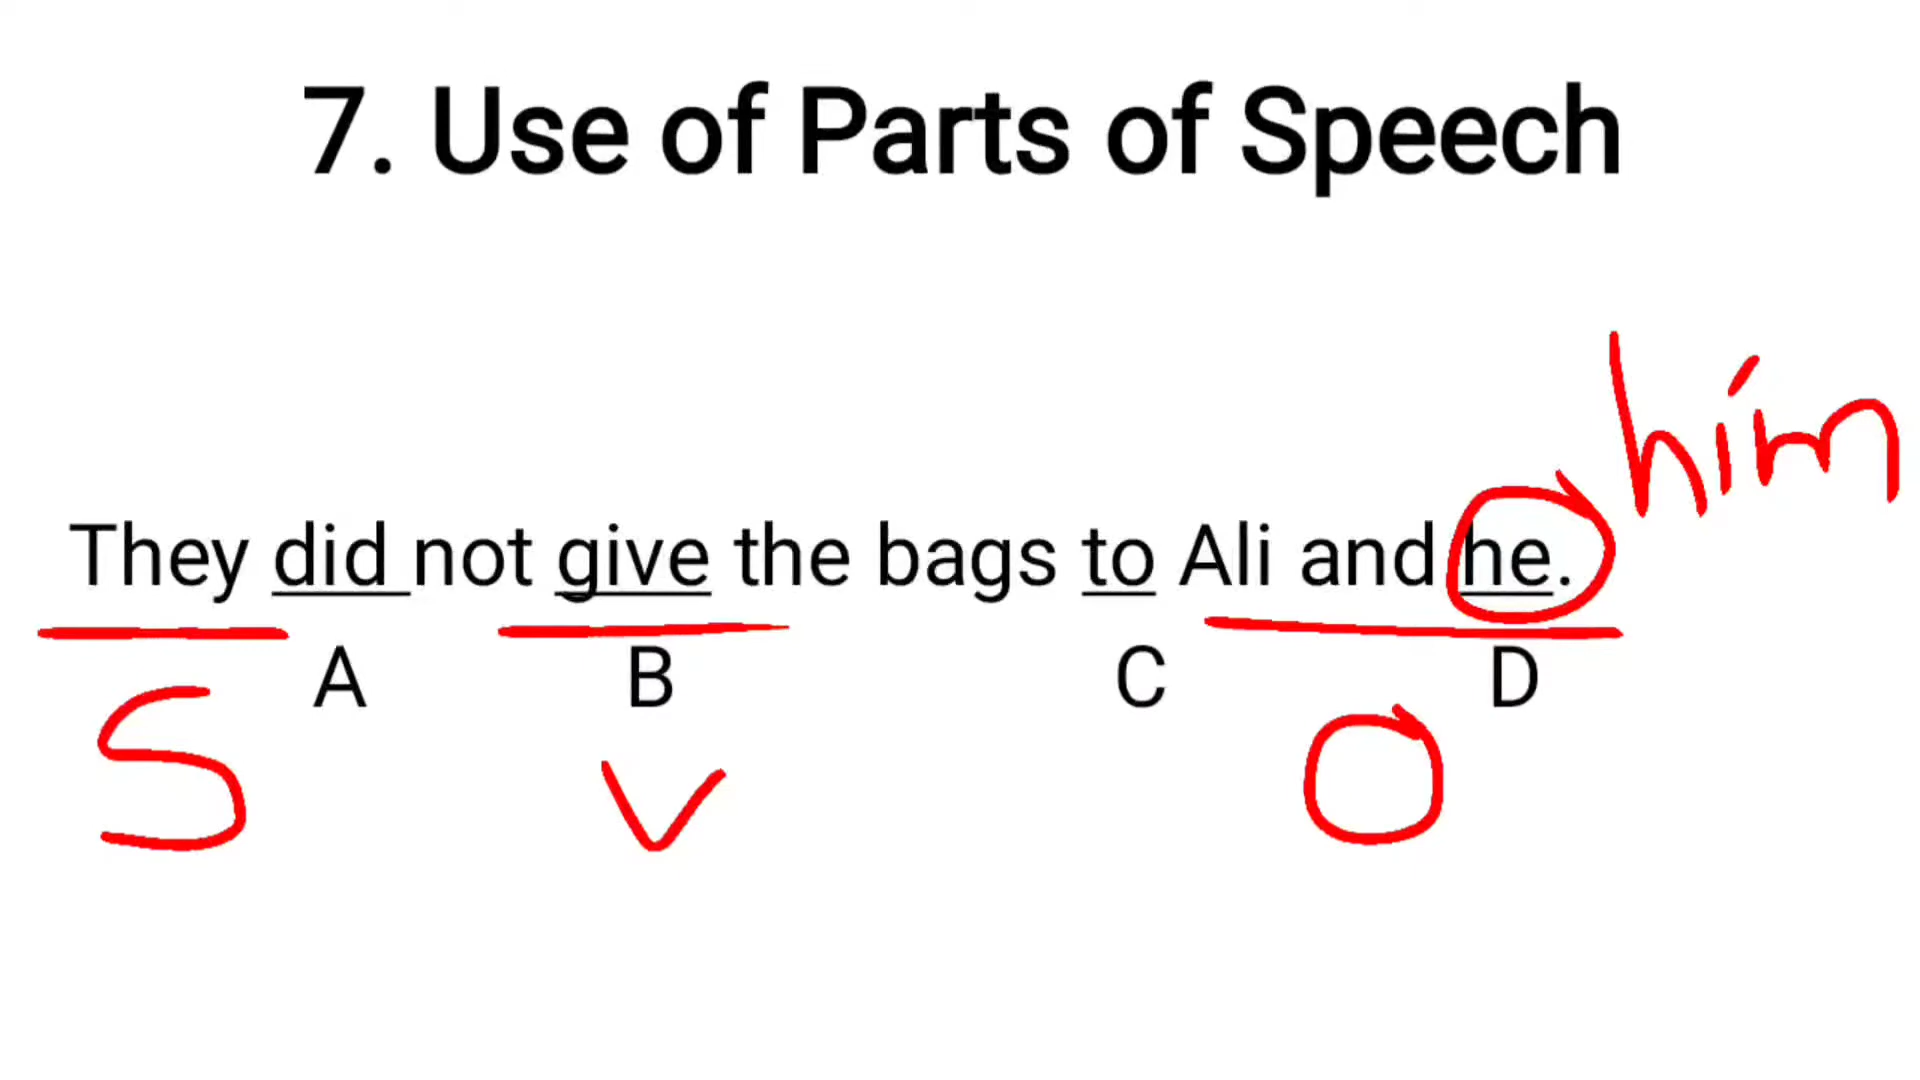 7. Use of Parts of Speech
him
They did not give the bags to Ali and he.
A B C D
S V O